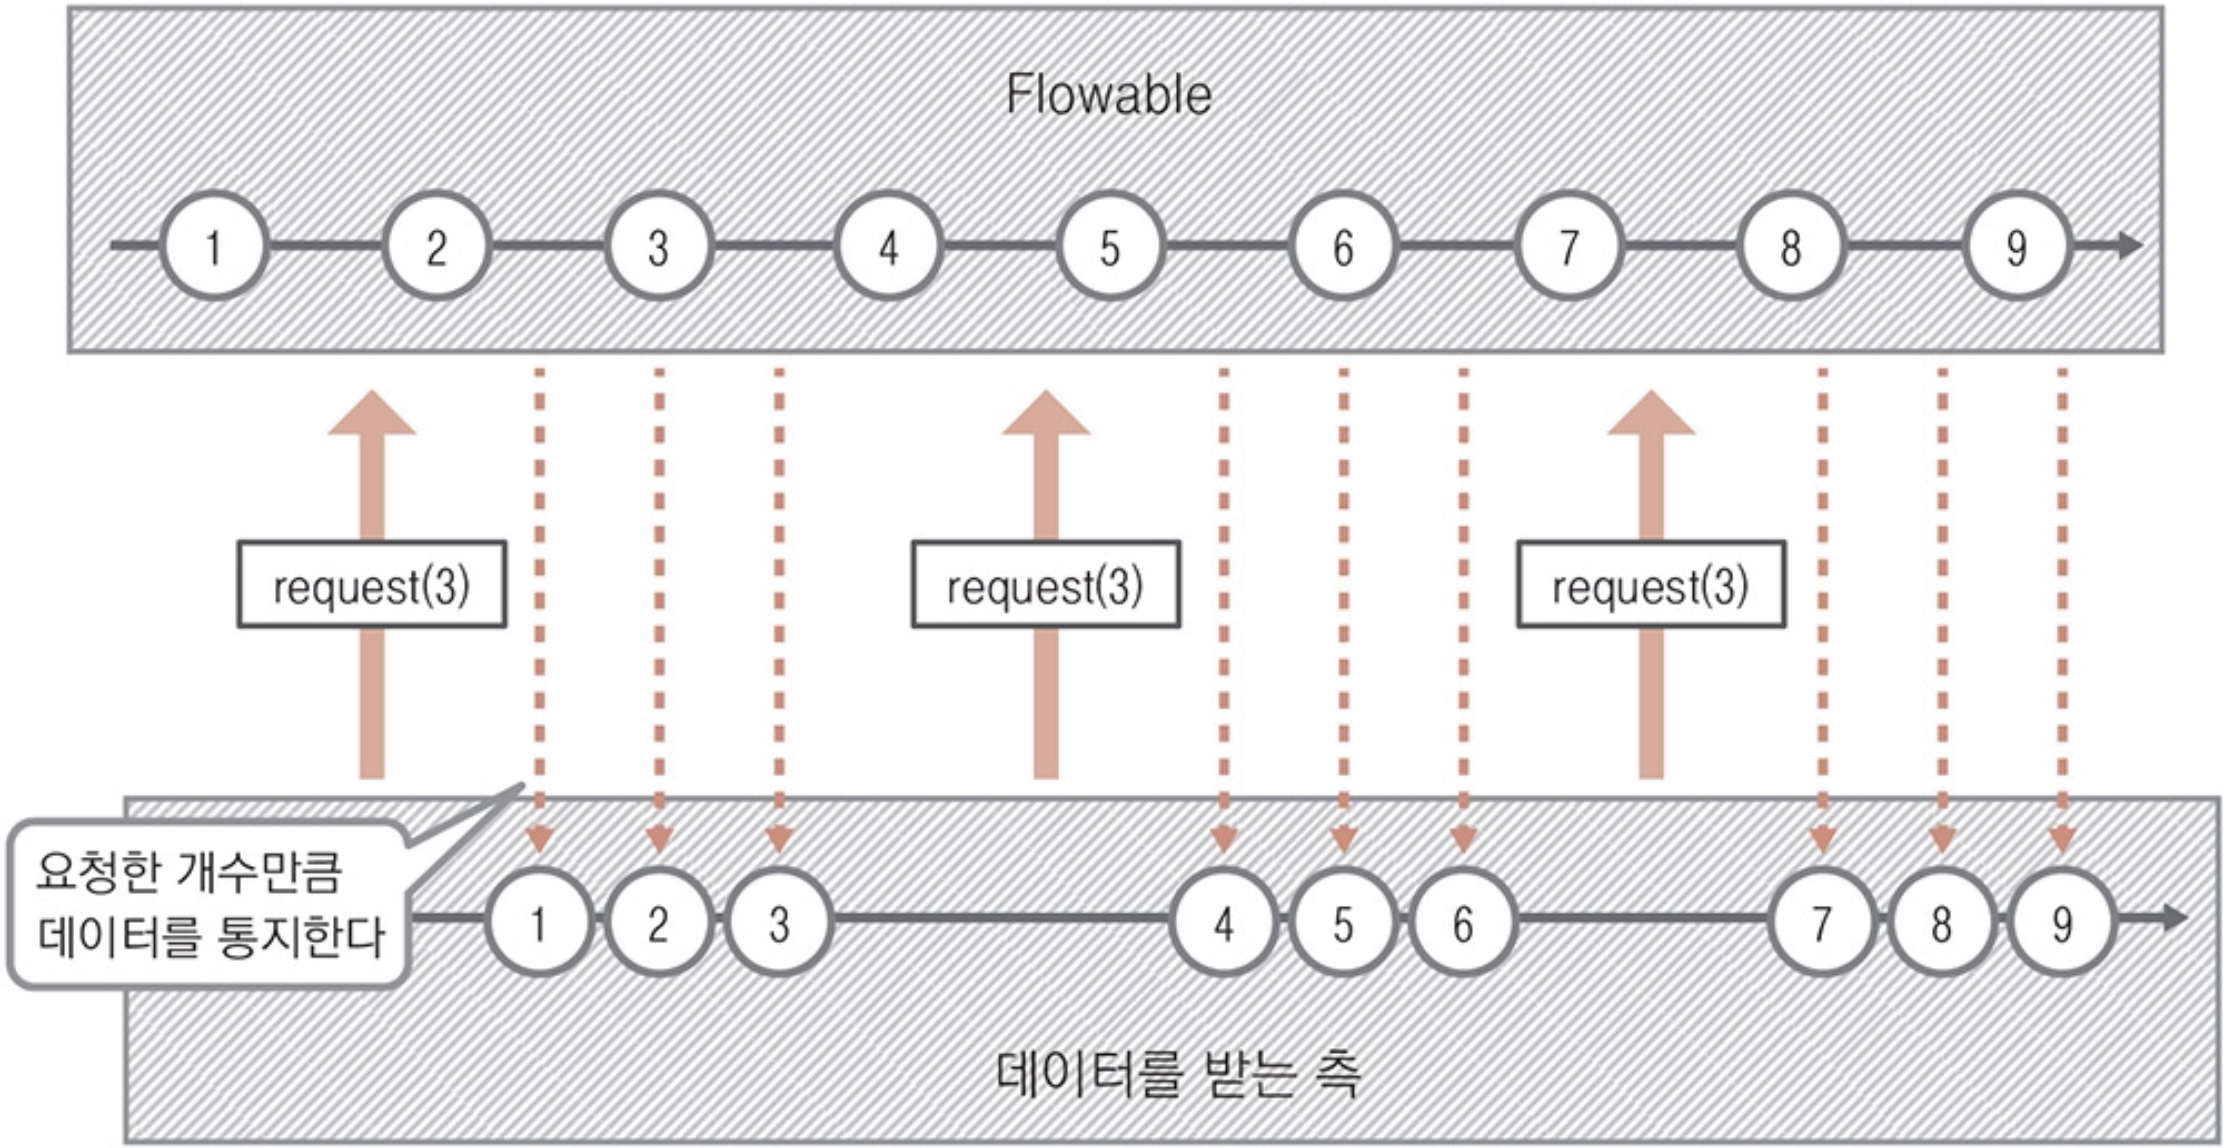 Flowable
1 2 3 4 5 6 7 8 9
request(3) request(3) request(3)
요청한 개수만큼
데이터를 통지한다
1 2 3 4 5 6 7 8 9
데이터를 받는 측